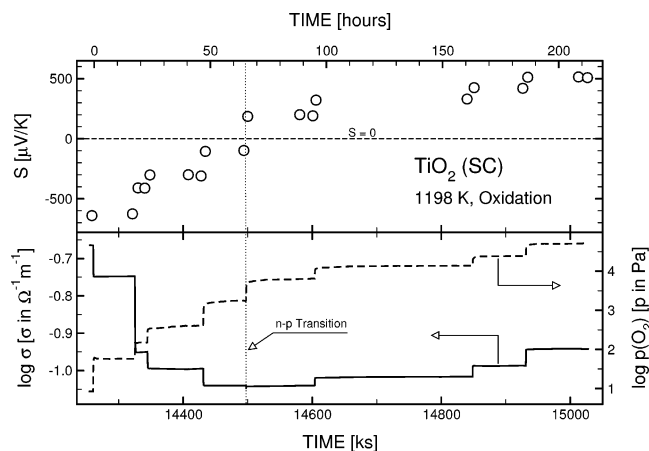 TIME [hours]
0 50 100 150 200
500
0
-500
S [μV/K]
S = 0
TiO₂ (SC)
1198 K, Oxidation
-0.7
-0.8
-0.9
-1.0
log σ [σ in Ω⁻¹m⁻¹]
n-p Transition
4
3
2
1
log p(O₂) [p in Pa]
14400 14600 14800 15000
TIME [ks]